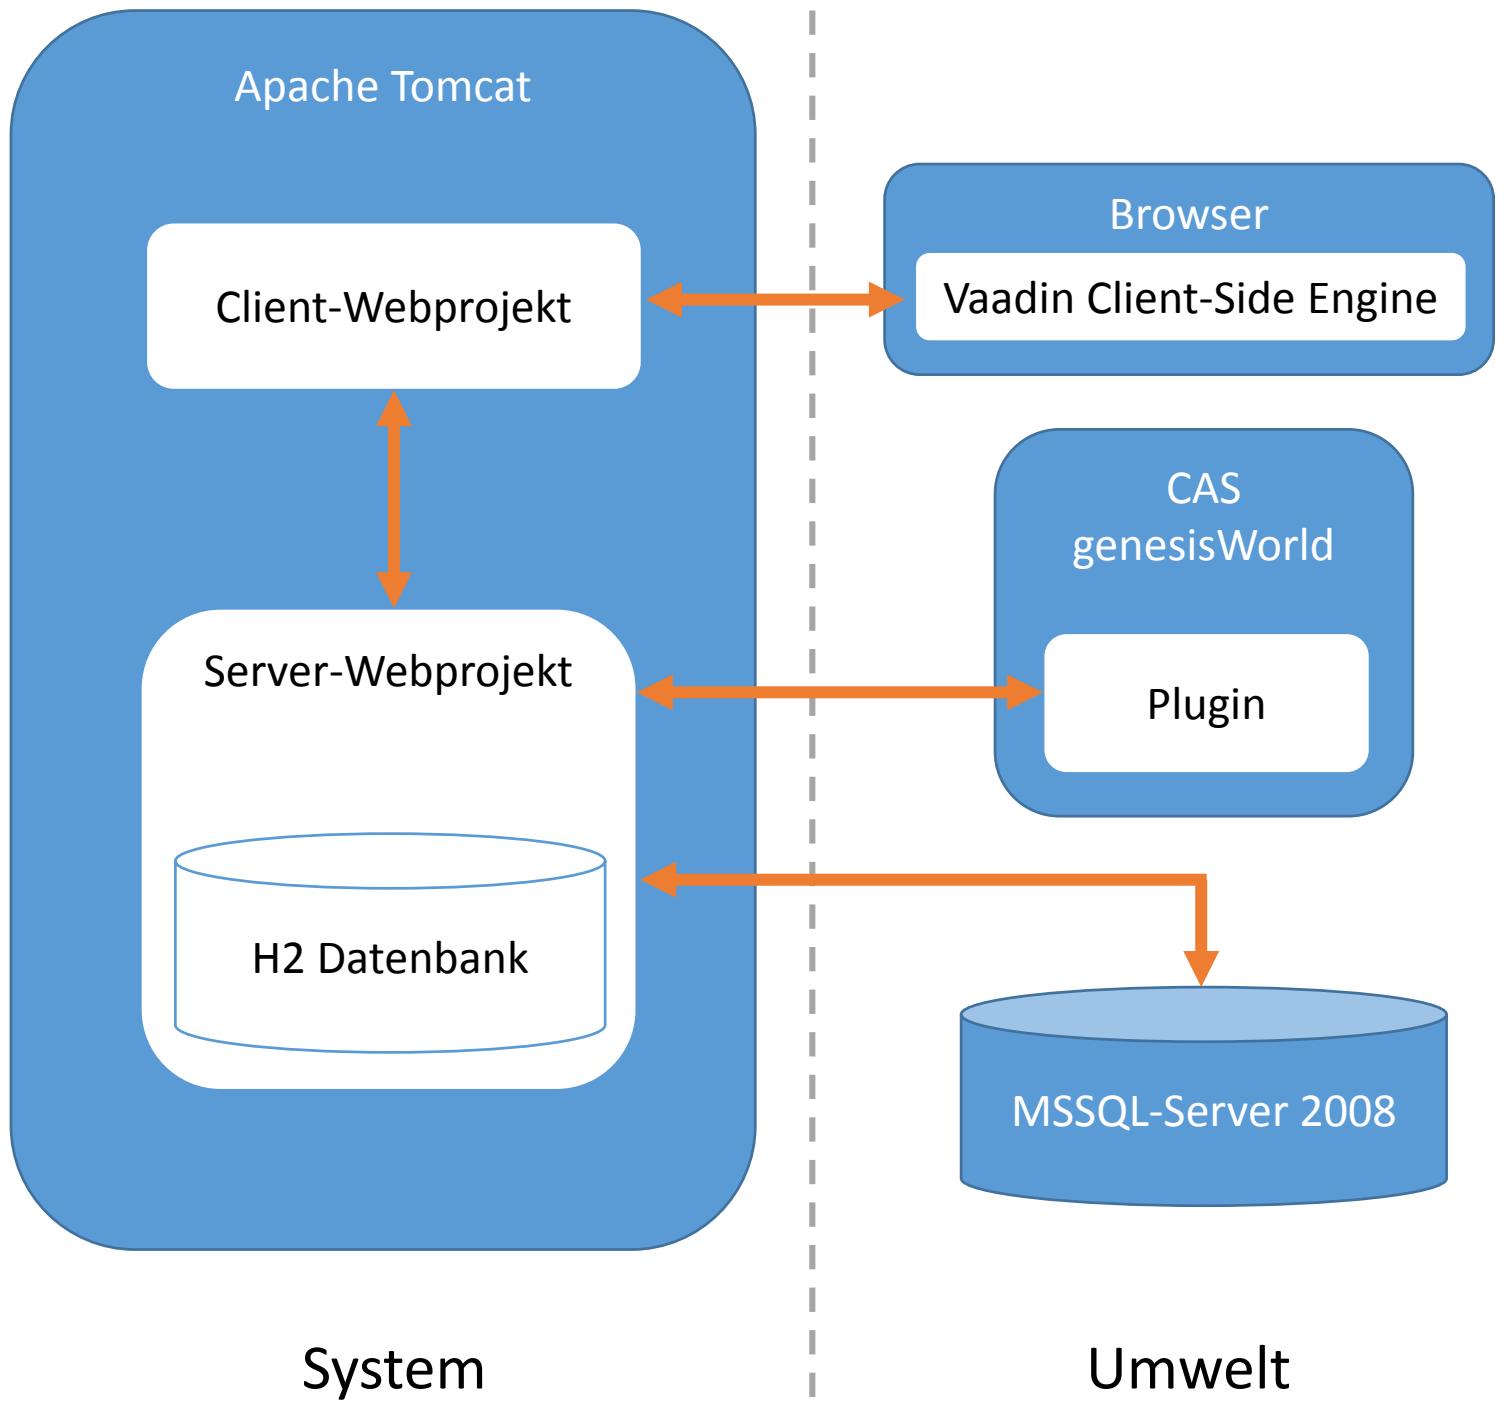 Apache Tomcat
Client-Webprojekt
Server-Webprojekt
H2 Datenbank
System
Browser
Vaadin Client-Side Engine
CAS
genesisWorld
Plugin
MSSQL-Server 2008
Umwelt